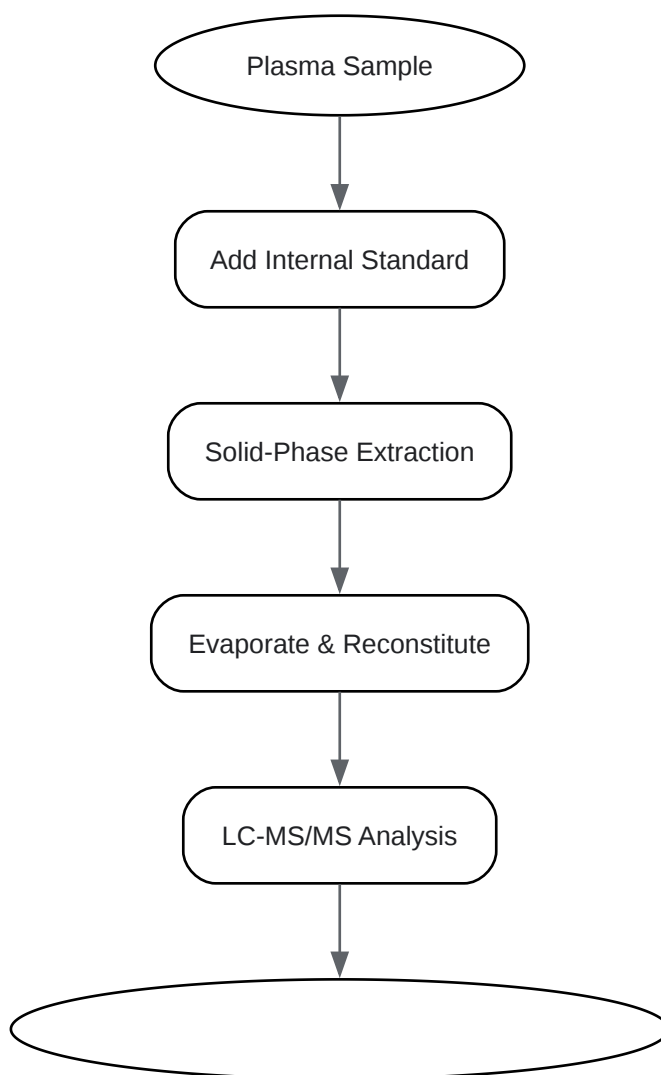 Plasma Sample
Add Internal Standard
Solid-Phase Extraction
Evaporate & Reconstitute
LC-MS/MS Analysis